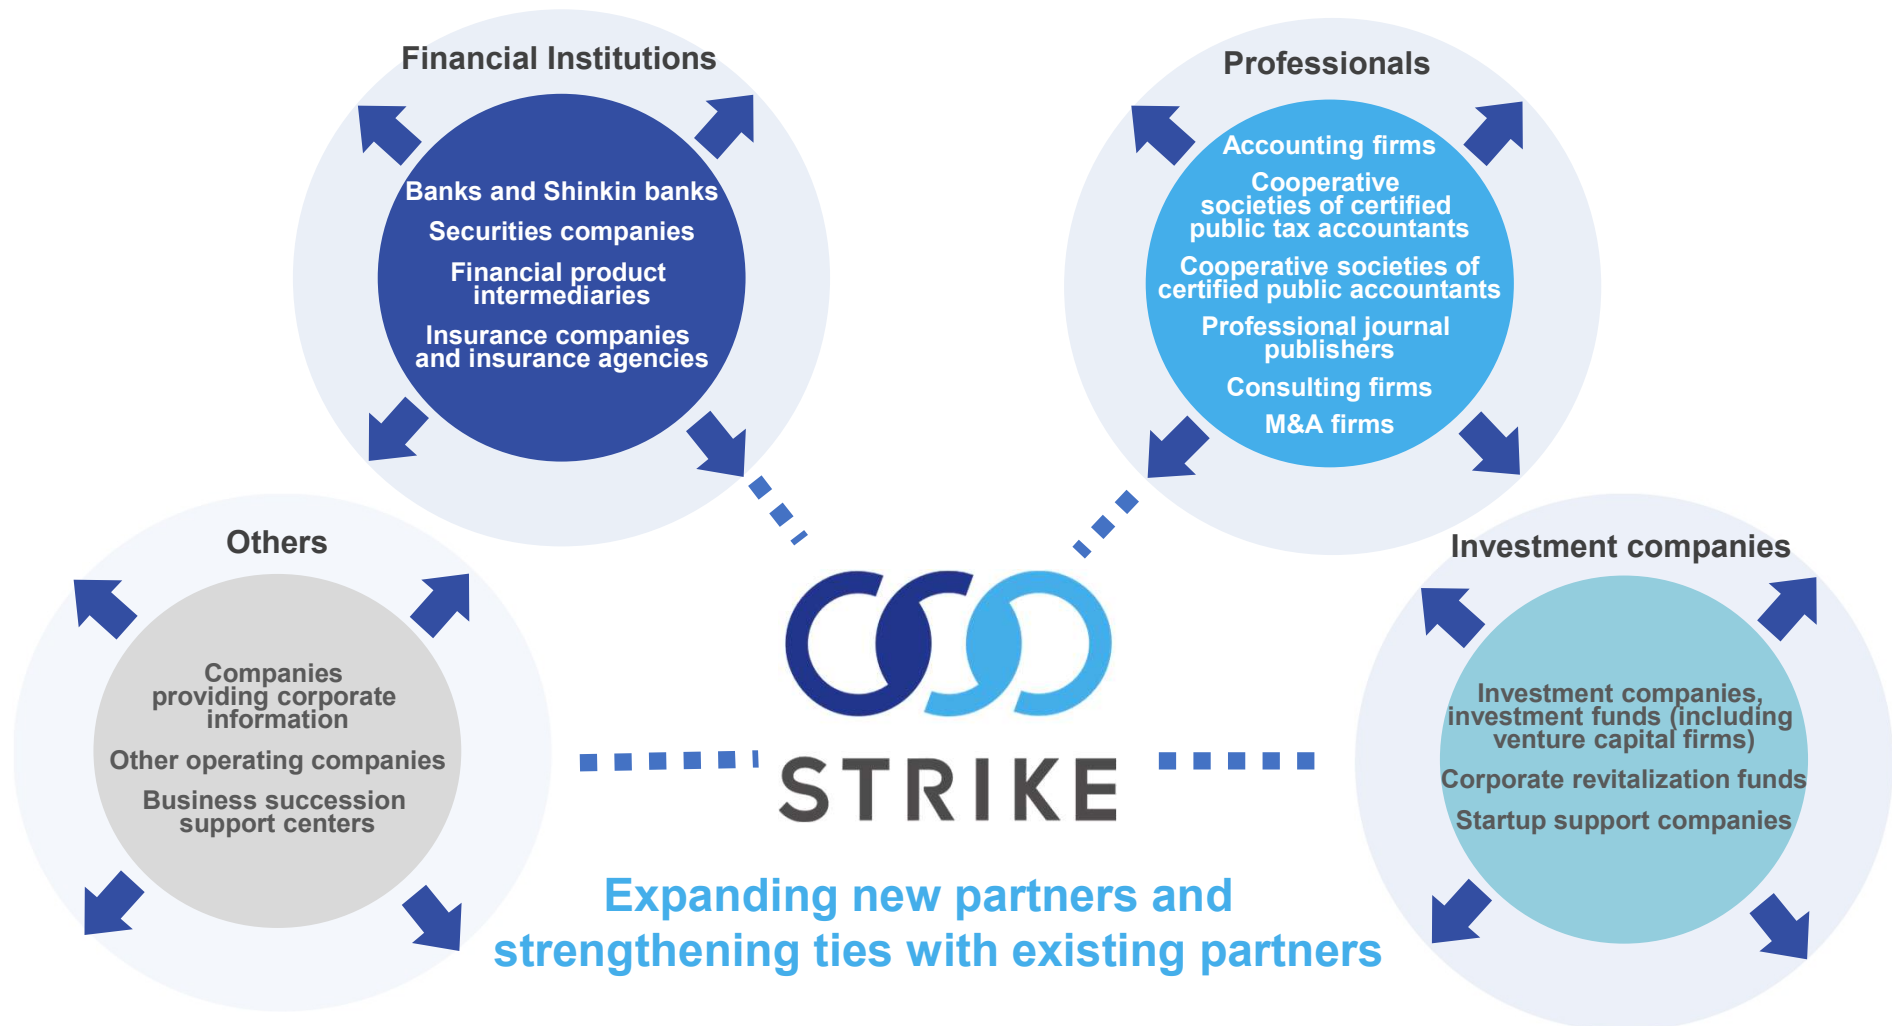 Financial Institutions
Banks and Shinkin banks
Securities companies
Financial product
intermediaries
Insurance companies
and insurance agencies
Professionals
Accounting firms
Cooperative
societies of certified
public tax accountants
Cooperative societies of
certified public accountants
Professional journal
publishers
Consulting firms
M&A firms
Others
Companies
providing corporate
information
Other operating companies
Business succession
support centers
STRIKE
Investment companies
Investment companies,
investment funds (including
venture capital firms)
Corporate revitalization funds
Startup support companies
Expanding new partners and
strengthening ties with existing partners